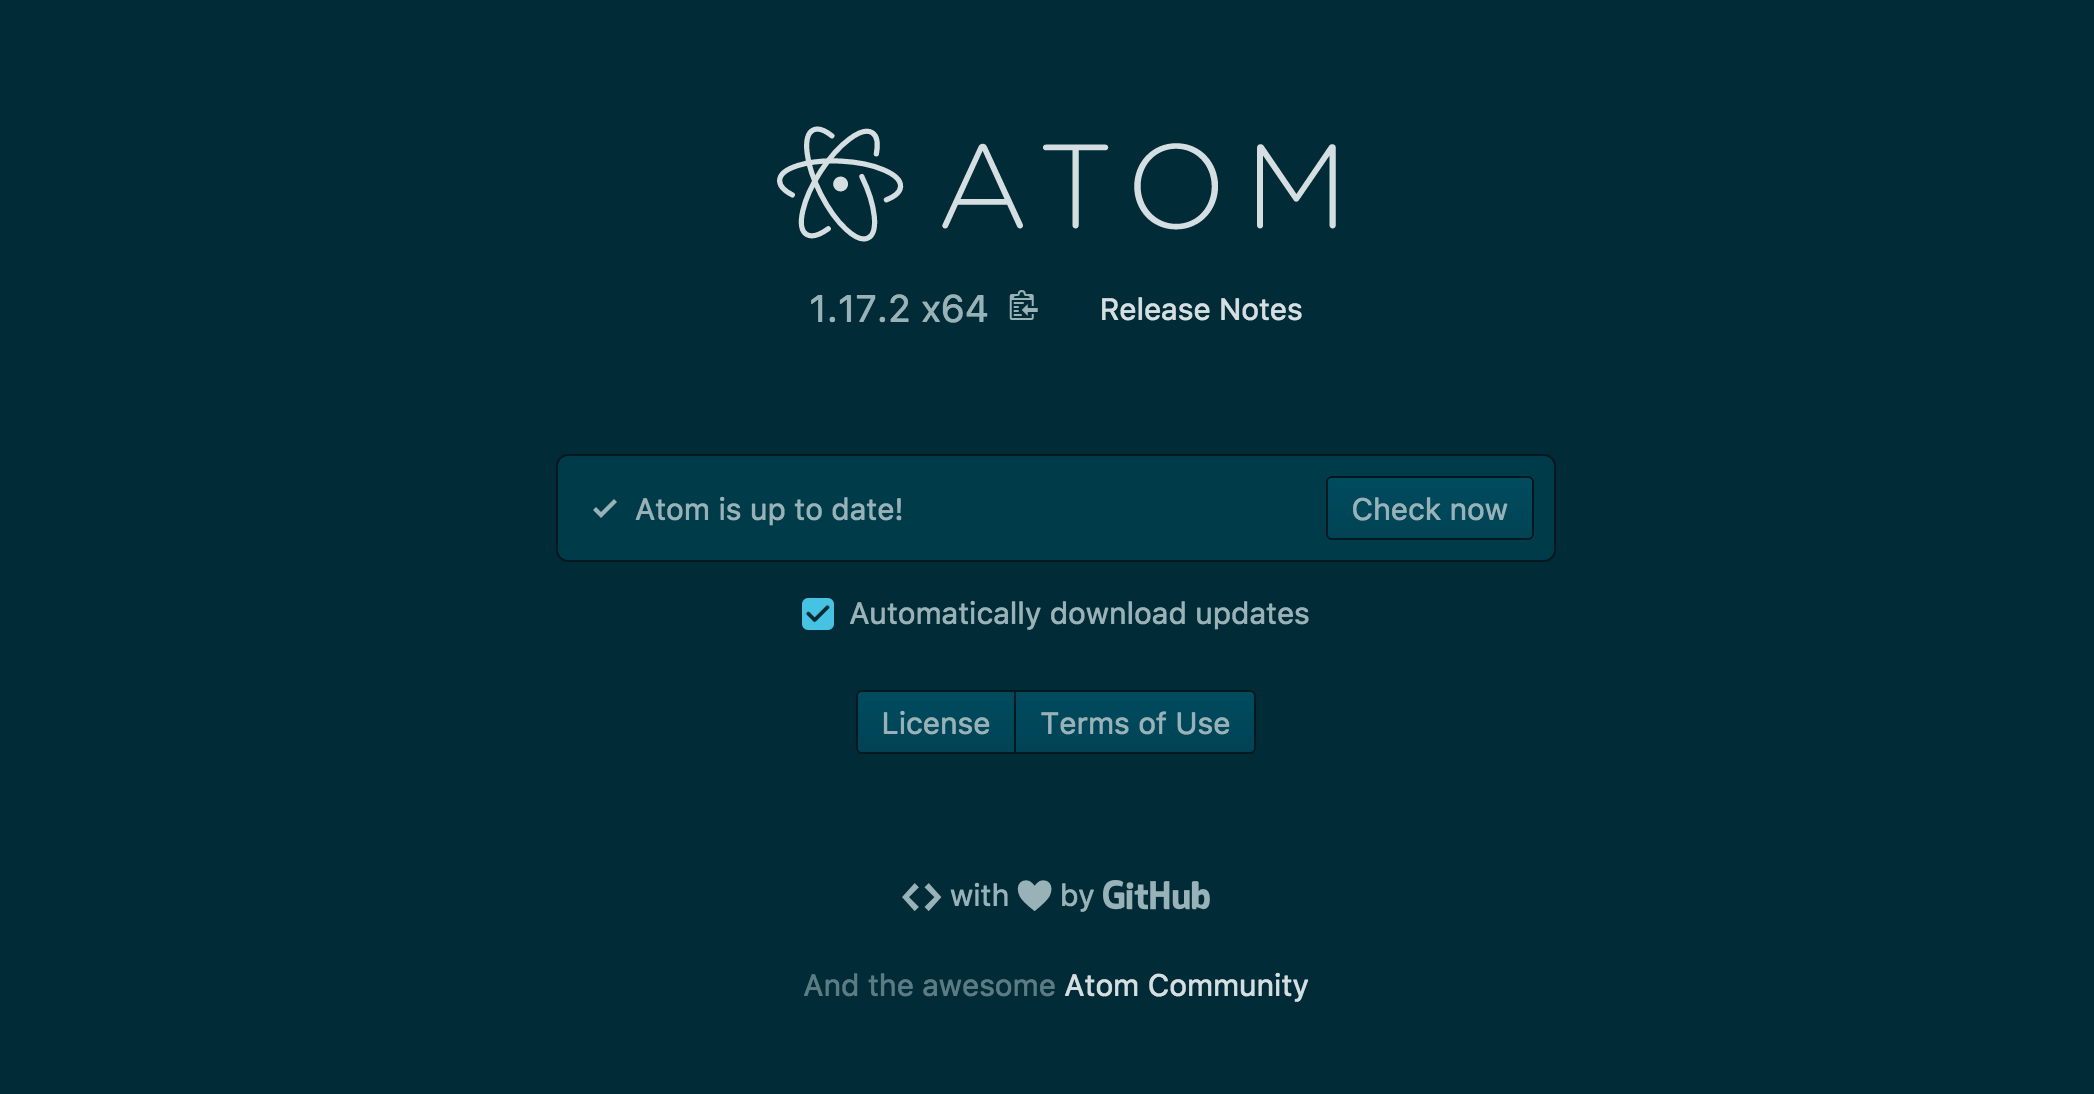 ATOM
1.17.2 x64 Release Notes
Atom is up to date! Check now
Automatically download updates
License Terms of Use
<> with ♥ by GitHub
And the awesome Atom Community